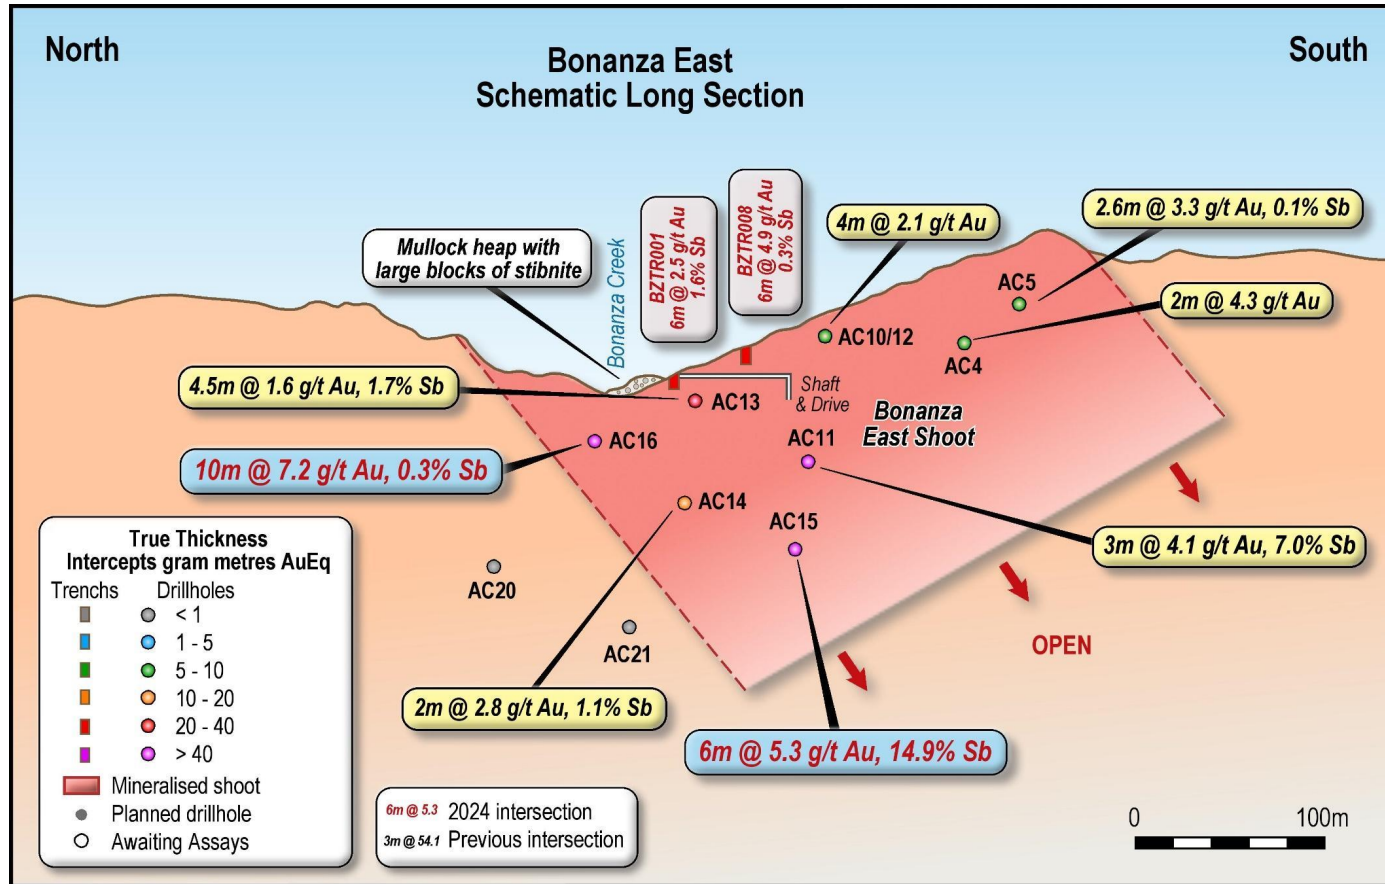 North
South
Bonanza East
Schematic Long Section
Mullock heap with
large blocks of stibnite
Bonanza Creek
BZTR001
6m @ 2.5 g/t Au
1.6% Sb
BZTR008
6m @ 4.9 g/t Au
0.3% Sb
4m @ 2.1 g/t Au
2.6m @ 3.3 g/t Au, 0.1% Sb
AC5
2m @ 4.3 g/t Au
AC10/12
AC4
4.5m @ 1.6 g/t Au, 1.7% Sb
AC13
Shaft
& Drive
Bonanza
East Shoot
AC16
AC11
10m @ 7.2 g/t Au, 0.3% Sb
AC14
AC15
3m @ 4.1 g/t Au, 7.0% Sb
AC20
AC21
OPEN
2m @ 2.8 g/t Au, 1.1% Sb
6m @ 5.3 g/t Au, 14.9% Sb
True Thickness
Intercepts gram metres AuEq
Trenchs Drillholes
< 1
1 - 5
5 - 10
10 - 20
20 - 40
> 40
Mineralised shoot
Planned drillhole
Awaiting Assays
6m @ 5.3 2024 intersection
3m @ 54.1 Previous intersection
0 100m